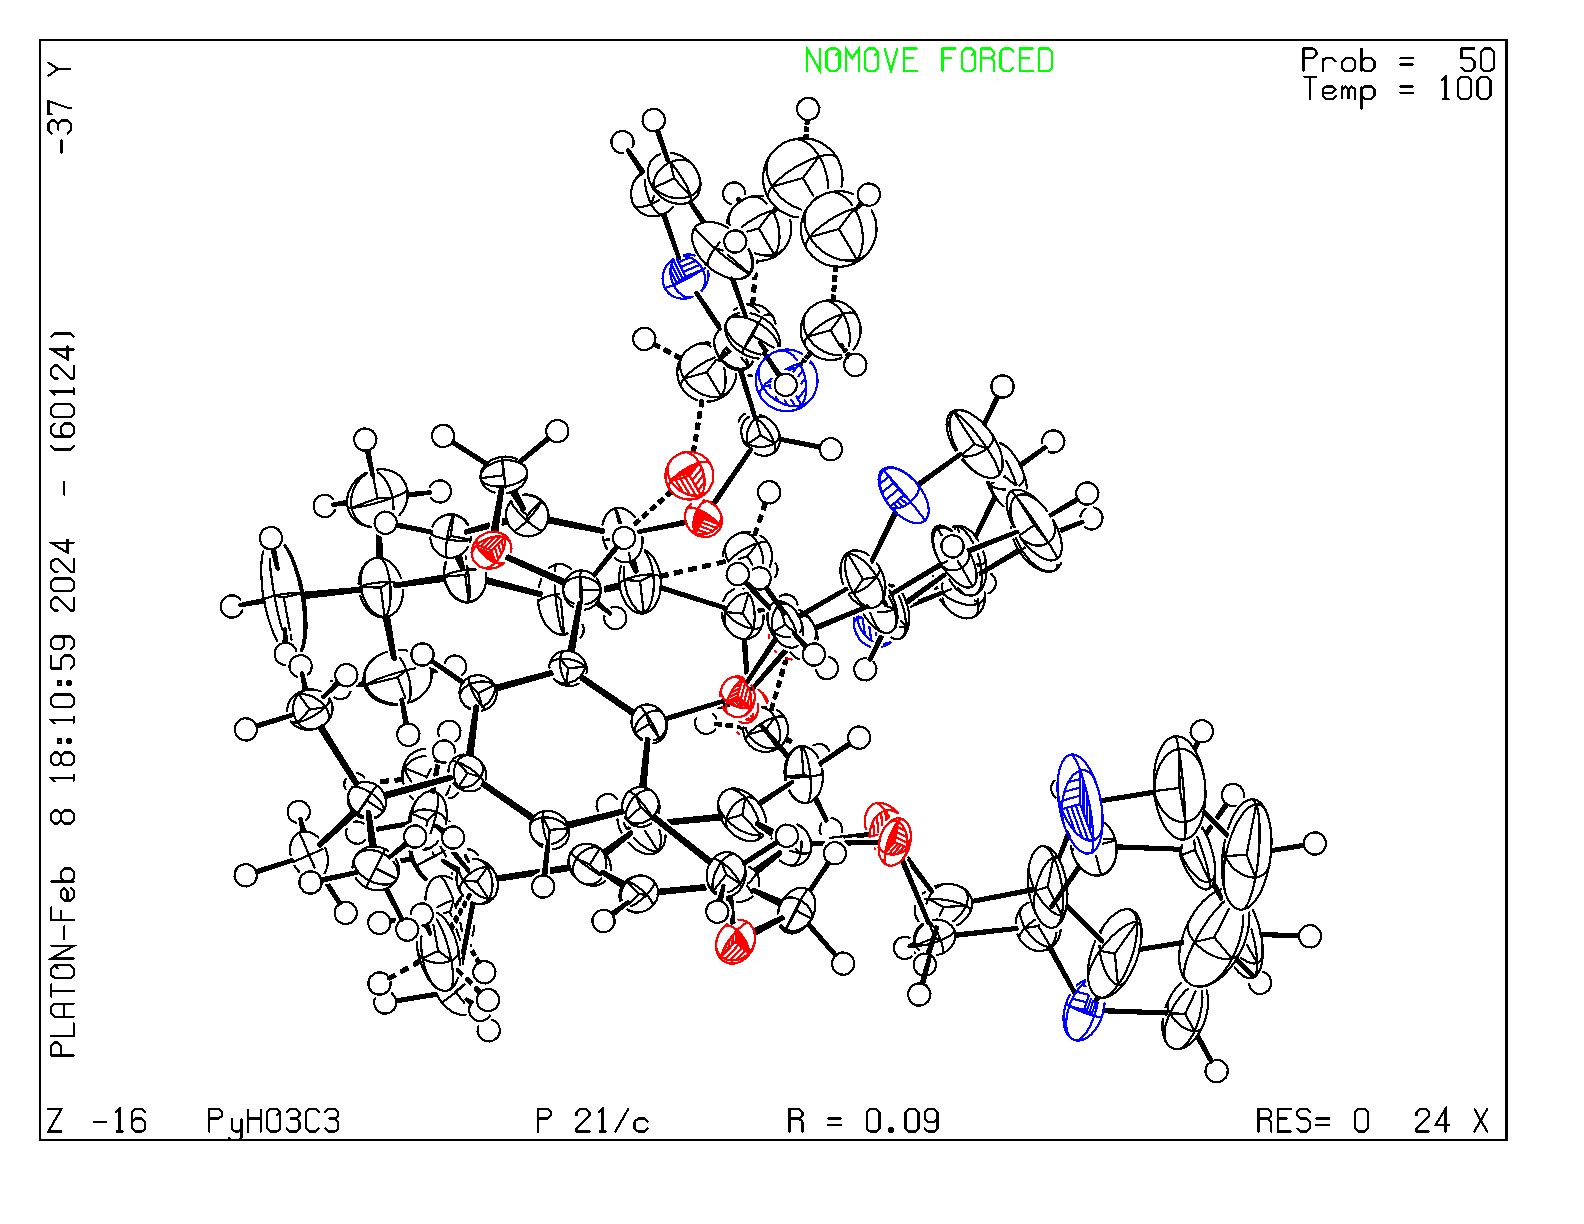 NOMOVE FORCED
Prob = 50
Temp = 100
PLATON-Feb 8 18:10:59 2024 - (60124) -37 Y
Z -16 PyHO3C3 P 21/c R = 0.09 RES= 0 24 X